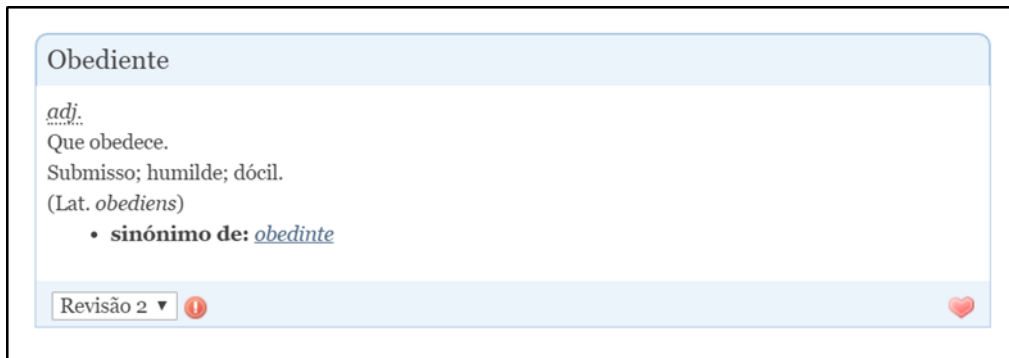 Obediente
adj.
Que obedece.
Submisso; humilde; dócil.
(Lat. obediens)
• sinónimo de: obedinte
Revisão 2 ▼